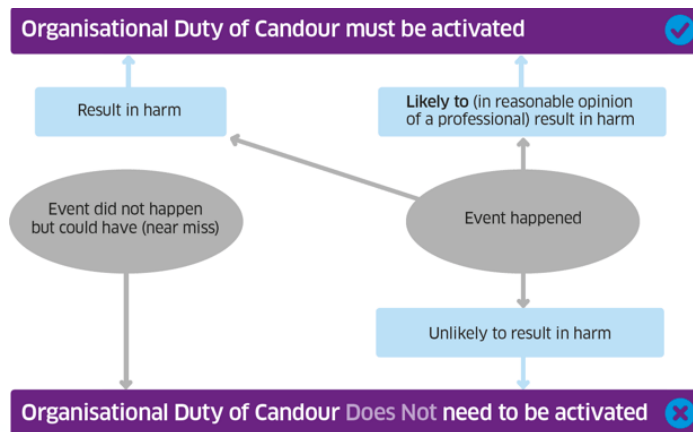 Organisational Duty of Candour must be activated
Result in harm
Likely to (in reasonable opinion
of a professional) result in harm
Event did not happen
but could have (near miss)
Event happened
Unlikely to result in harm
Organisational Duty of Candour Does Not need to be activated